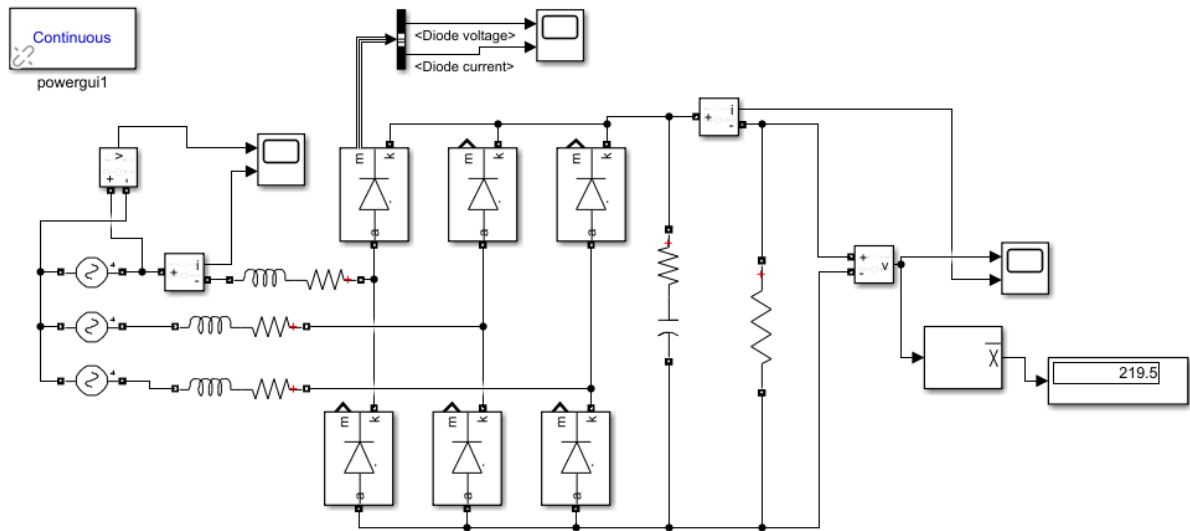 Continuous
powergui1
<Diode voltage>
<Diode current>
v
+ -
i
+
-
m k
a
m k
a
m k
a
i
+
-
+
-
v
X
219.5
m k
a
m k
a
m k
a